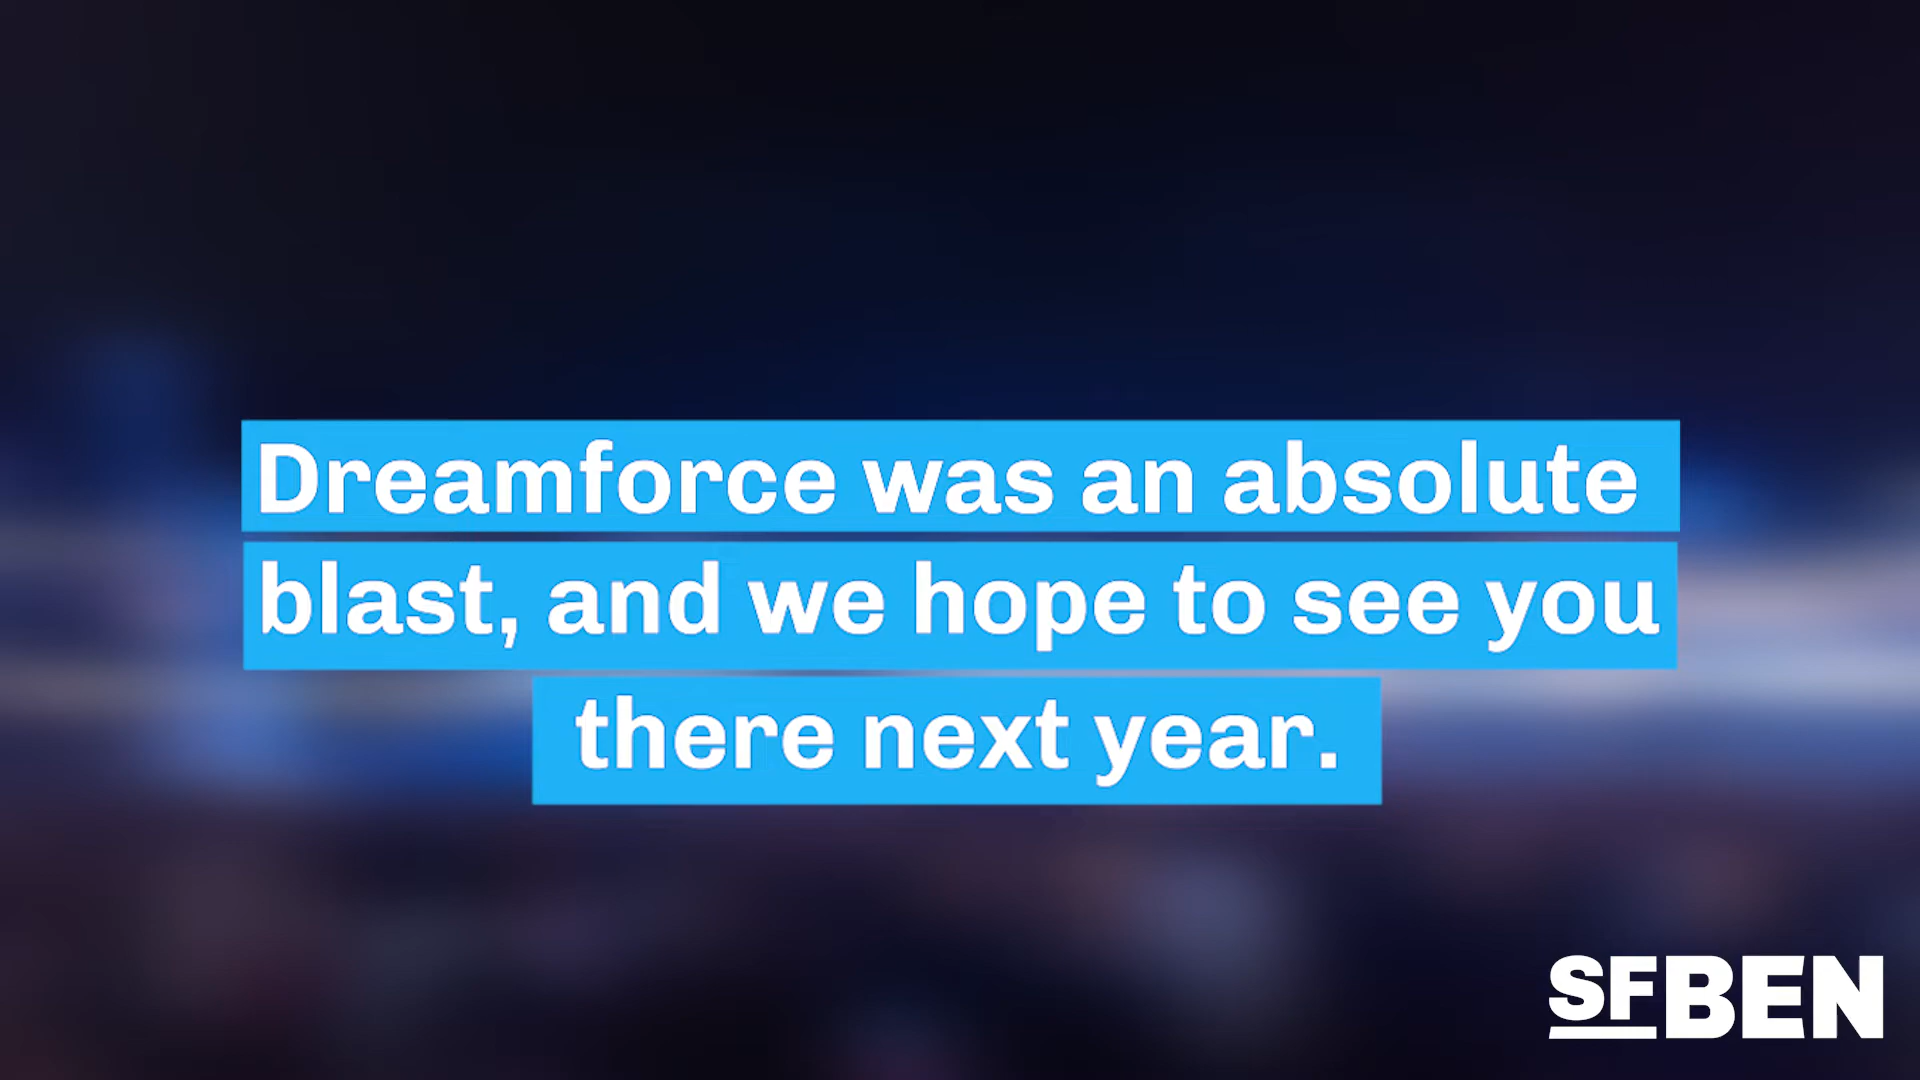 Dreamforce was an absolute
blast, and we hope to see you
there next year.
SFBEN